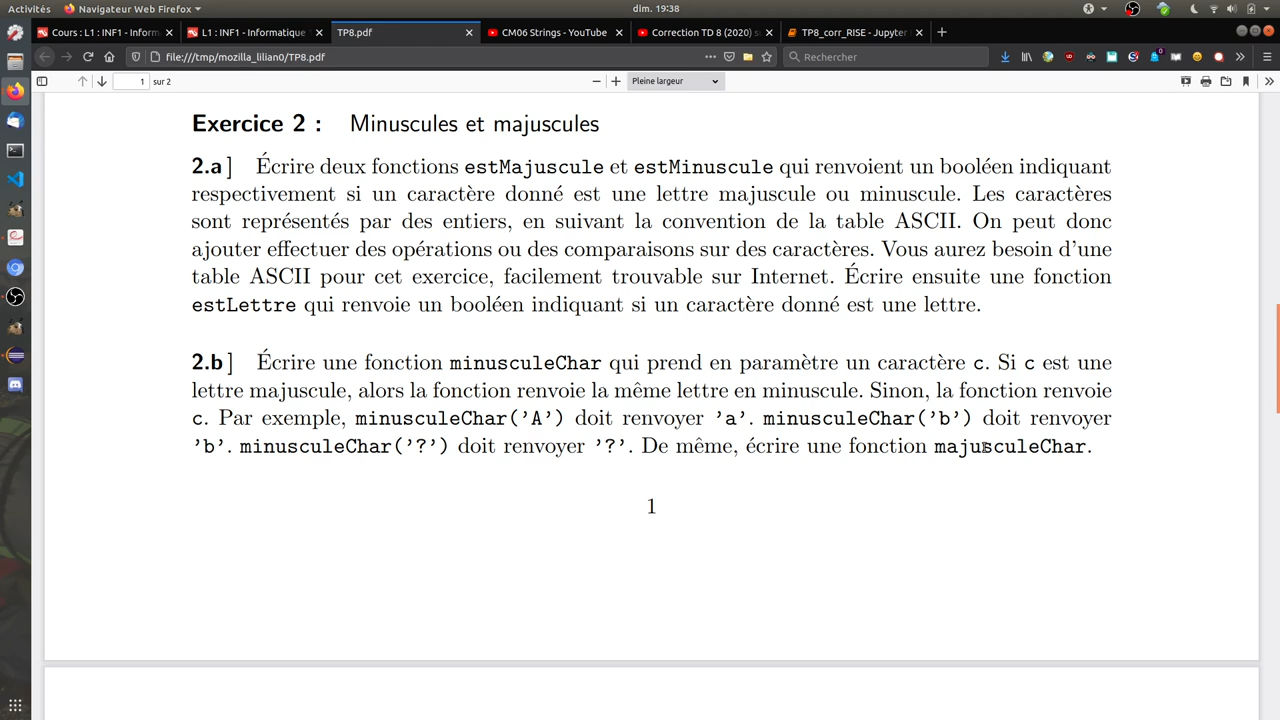 Activités
Navigateur Web Firefox
dim. 19:38
Cours : L1 : INF1 - Inform
L1 : INF1 - Informatique
TP8.pdf
CM06 Strings - YouTube
Correction TD 8 (2020) s
TP8_corr_RISE - Jupyter
file:///tmp/mozilla_lilian0/TP8.pdf
Rechercher
1 sur 2
Pleine largeur
Exercice 2 : Minuscules et majuscules
2.a ] Écrire deux fonctions estMajuscule et estMinuscule qui renvoient un booléen indiquant
respectivement si un caractère donné est une lettre majuscule ou minuscule. Les caractères
sont représentés par des entiers, en suivant la convention de la table ASCII. On peut donc
ajouter effectuer des opérations ou des comparaisons sur des caractères. Vous aurez besoin d'une
table ASCII pour cet exercice, facilement trouvable sur Internet. Écrire ensuite une fonction
estLettre qui renvoie un booléen indiquant si un caractère donné est une lettre.
2.b ] Écrire une fonction minusculeChar qui prend en paramètre un caractère c. Si c est une
lettre majuscule, alors la fonction renvoie la même lettre en minuscule. Sinon, la fonction renvoie
c. Par exemple, minusculeChar('A') doit renvoyer 'a'. minusculeChar('b') doit renvoyer
'b'. minusculeChar('?') doit renvoyer '?'. De même, écrire une fonction majusculeChar.
1